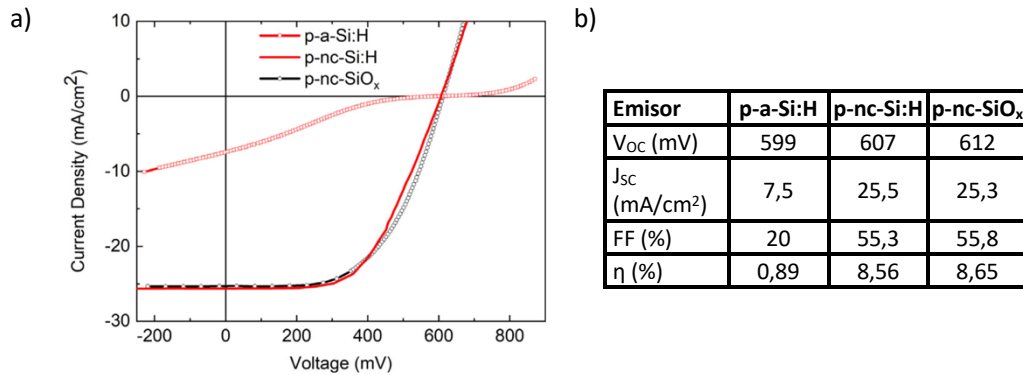 a)
10
0
-10
-20
-30
Current Density (mA/cm²)
-200 0 200 400 600 800
Voltage (mV)
p-a-Si:H
p-nc-Si:H
p-nc-SiOₓ
b)
Emisor p-a-Si:H p-nc-Si:H p-nc-SiOₓ
V_OC (mV) 599 607 612
J_SC
(mA/cm²) 7,5 25,5 25,3
FF (%) 20 55,3 55,8
η (%) 0,89 8,56 8,65